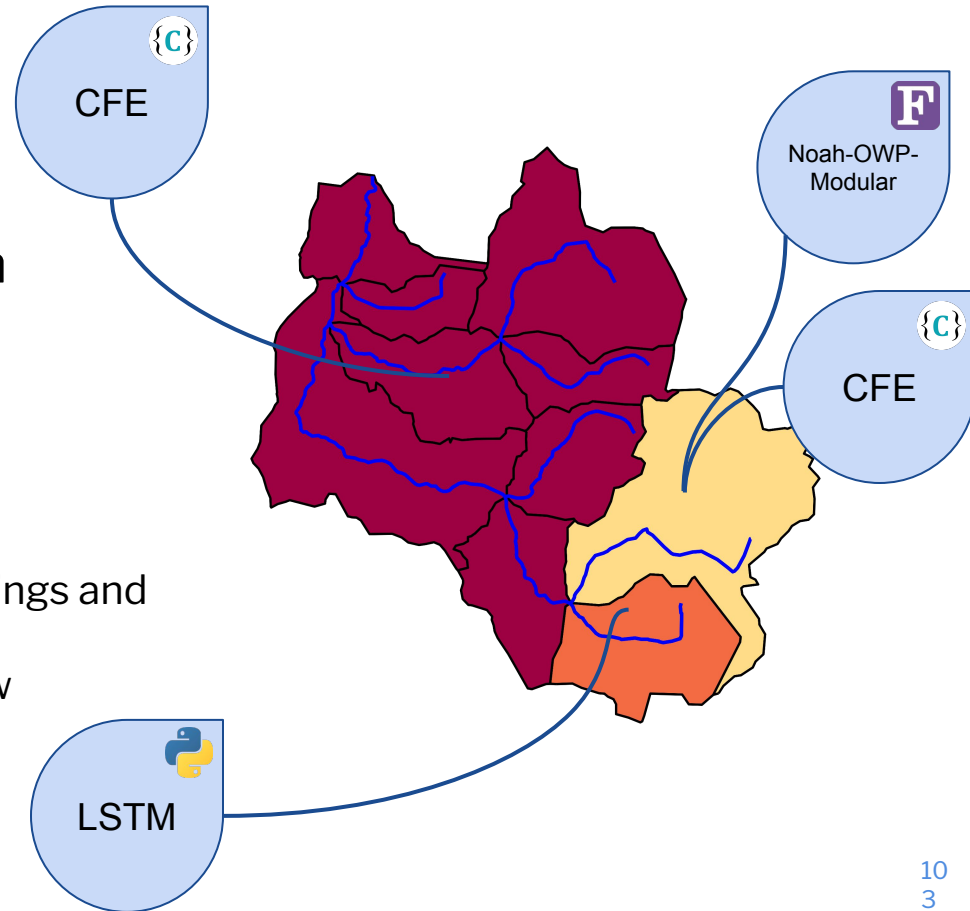 {C}
CFE
F
Noah-OWP-
Modular
{C}
CFE
ngs and
LSTM
10
3